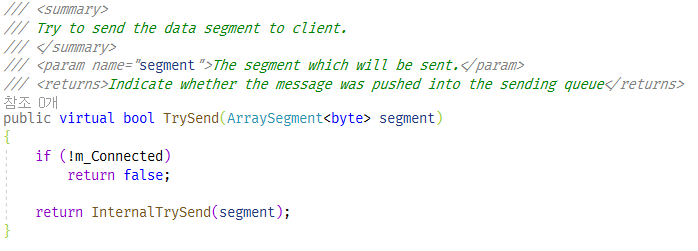 /// <summary>
/// Try to send the data segment to client.
/// </summary>
/// <param name="segment">The segment which will be sent.</param>
/// <returns>Indicate whether the message was pushed into the sending queue</returns>
참조 0개
public virtual bool TrySend(ArraySegment<byte> segment)
{
    if (!m_Connected)
        return false;

    return InternalTrySend(segment);
}